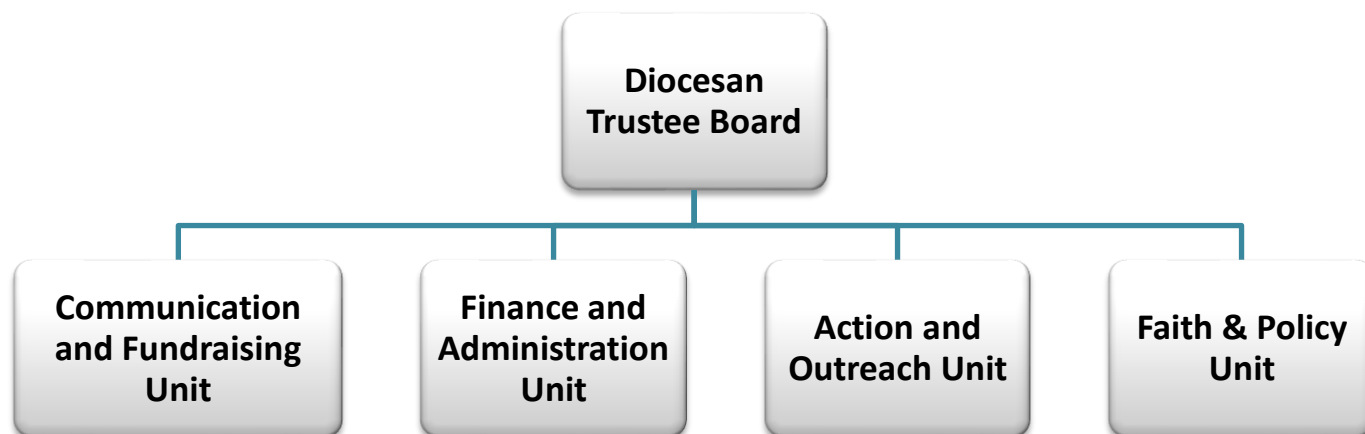 Diocesan
Trustee Board
Communication
and Fundraising
Unit
Finance and
Administration
Unit
Action and
Outreach Unit
Faith & Policy
Unit